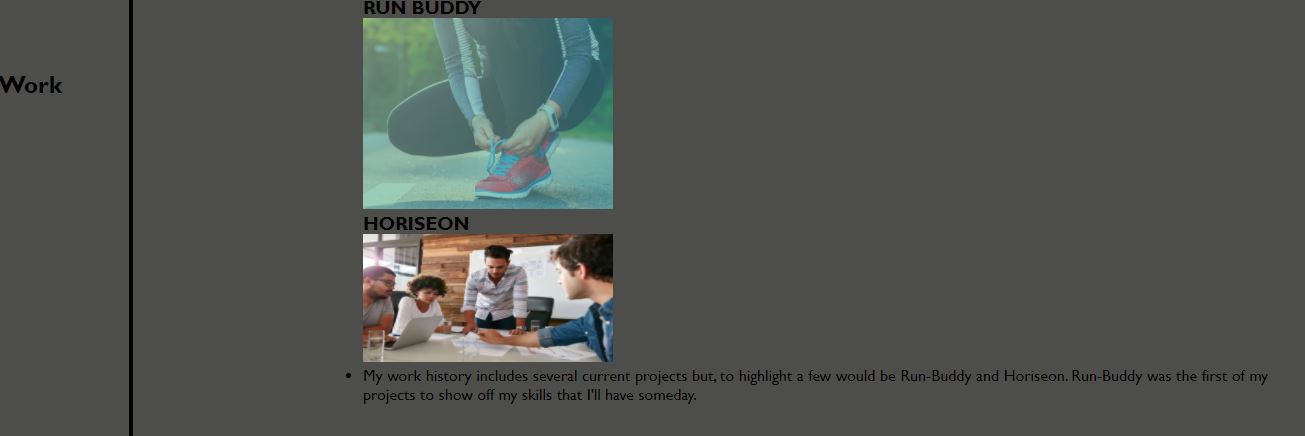 RUN BUDDY
Work
HORISEON
• My work history includes several current projects but, to highlight a few would be Run-Buddy and Horiseon. Run-Buddy was the first of my
projects to show off my skills that I'll have someday.